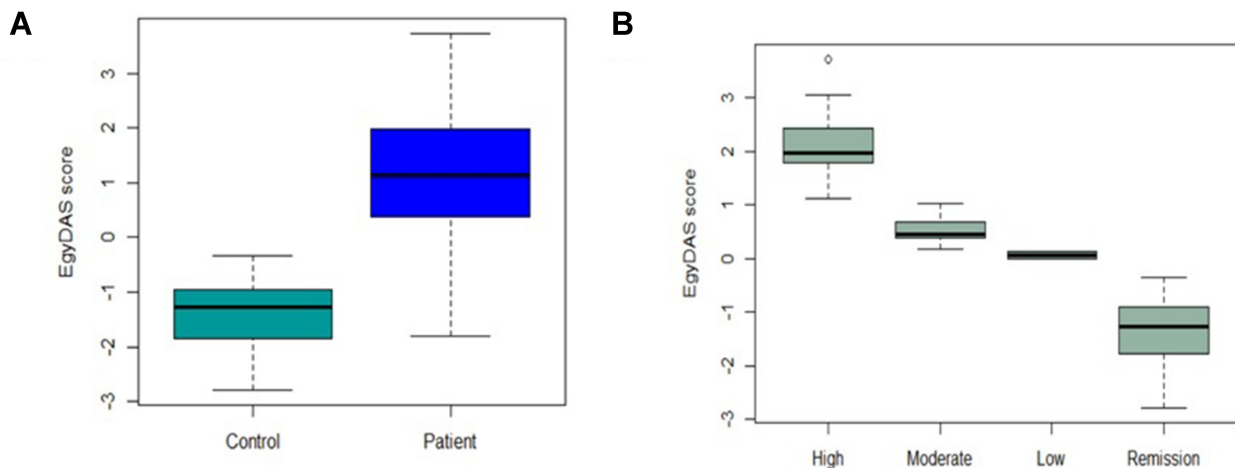 A
EgyDAS score
3
2
1
0
-1
-2
-3
Control Patient
B
EgyDAS score
3
2
1
0
-1
-2
-3
High Moderate Low Remission